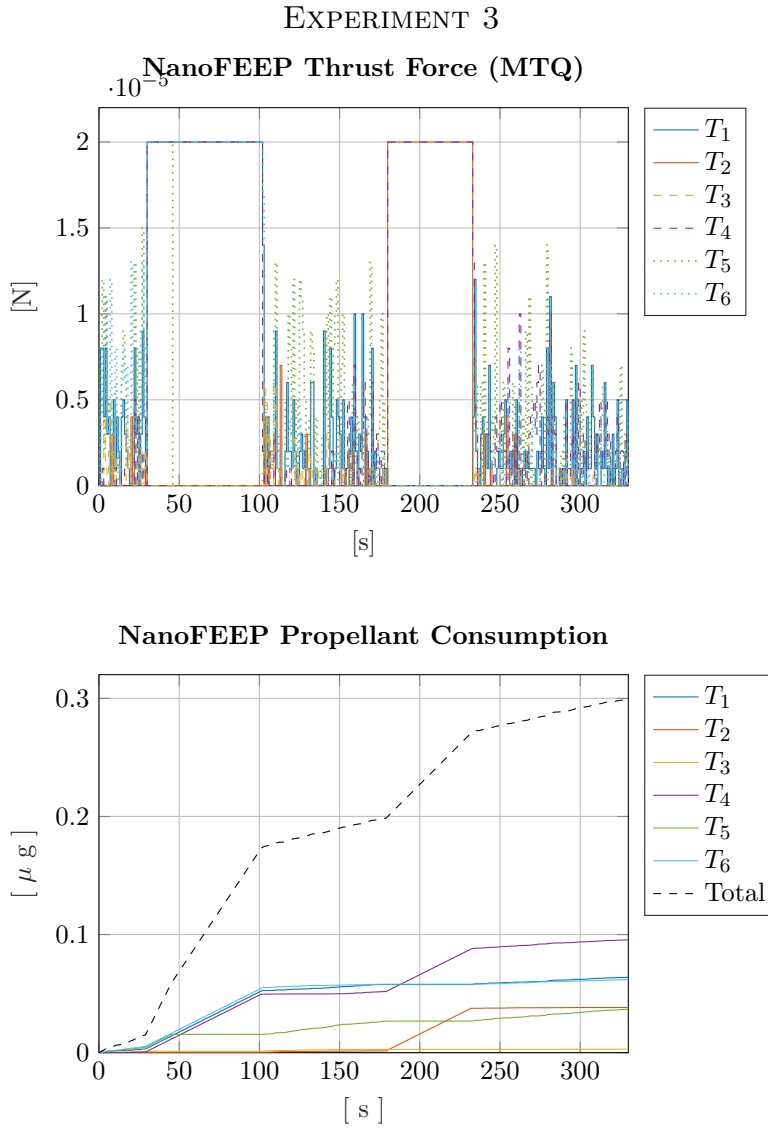 EXPERIMENT 3
NanoFEEP Thrust Force (MTQ)
·10⁻⁵
2
1.5
1
0.5
0
[N]
0 50 100 150 200 250 300
[s]
T₁
T₂
T₃
T₄
T₅
T₆
NanoFEEP Propellant Consumption
0.3
0.2
0.1
0
[ μ g ]
0 50 100 150 200 250 300
[ s ]
T₁
T₂
T₃
T₄
T₅
T₆
Total